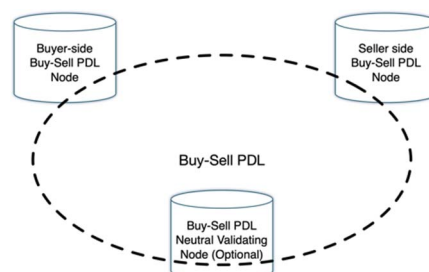 Buyer-side
Buy-Sell PDL
Node
Seller side
Buy-Sell PDL
Node
Buy-Sell PDL
Buy-Sell PDL
Neutral Validating
Node (Optional)